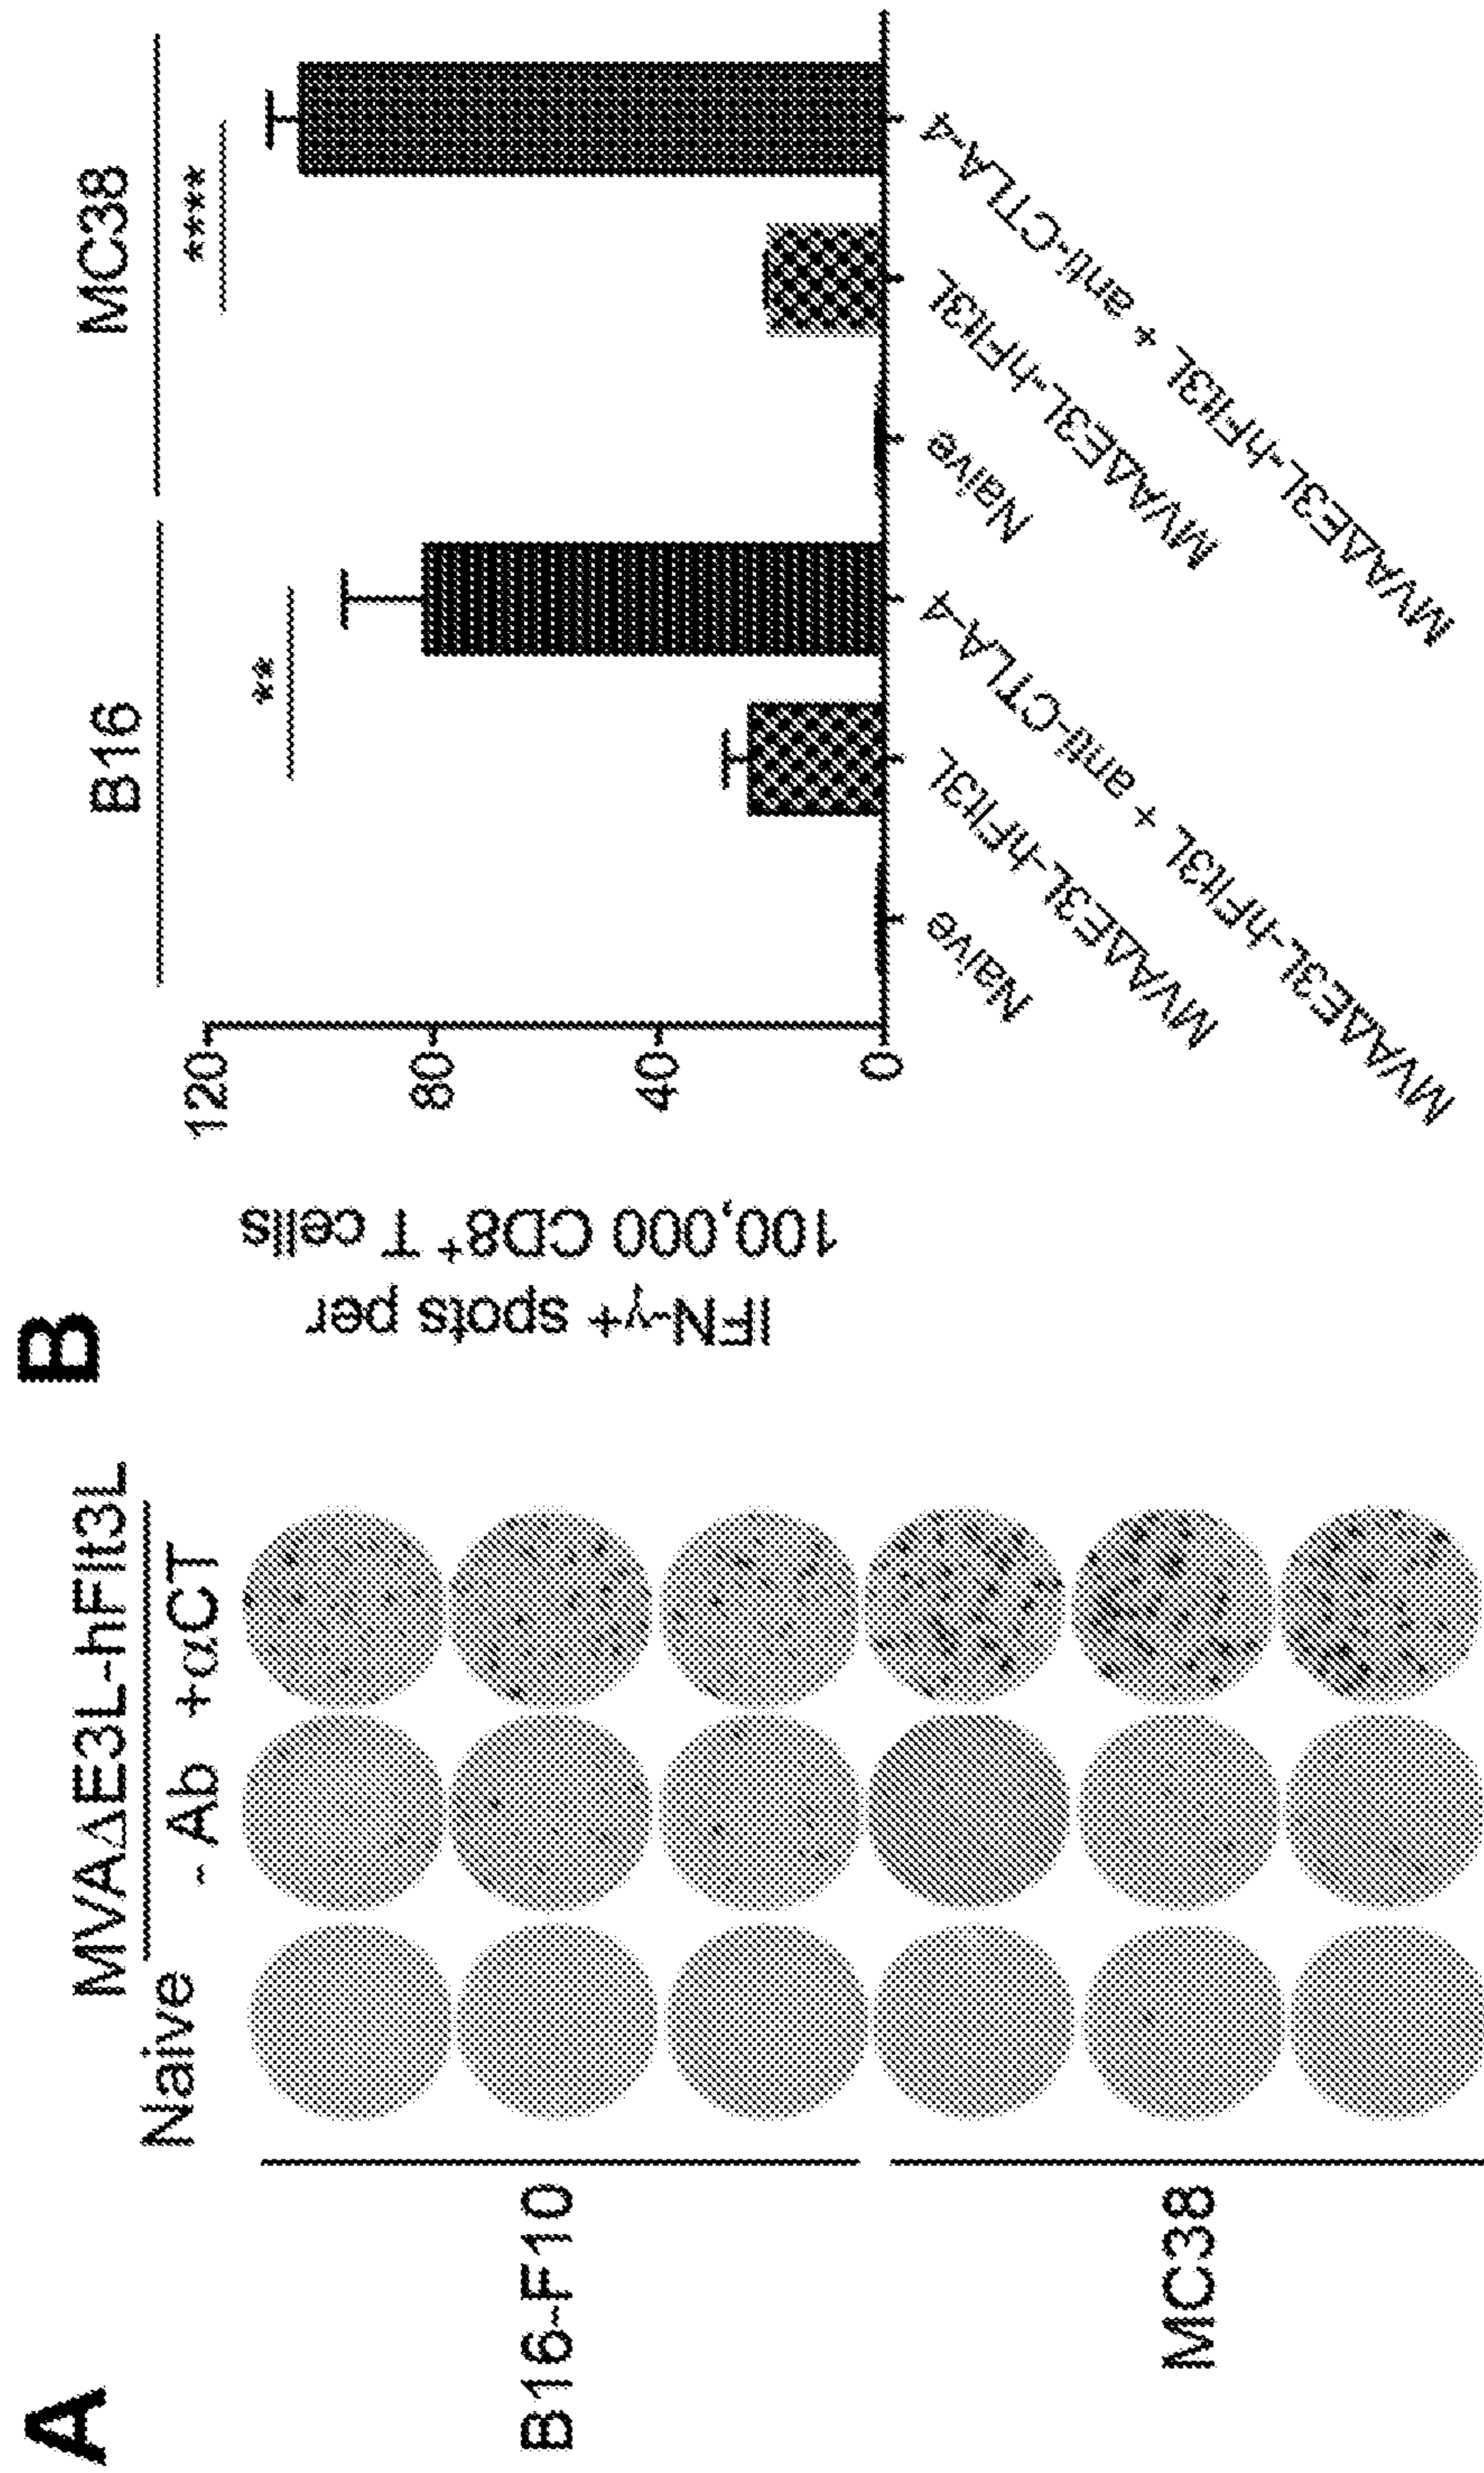 A
MVAΔE3L-hFlt3L
Naive
- Ab +αCT
B16-F10
MC38
B
IFN-γ+ spots per
100,000 CD8⁺ T cells
120
80
40
0
B16
MC38
**
****
Naive
MVAΔE3L-hFlt3L
MVAΔE3L-hFlt3L + anti-CTLA-4
Naive
MVAΔE3L-hFlt3L
MVAΔE3L-hFlt3L + anti-CTLA-4